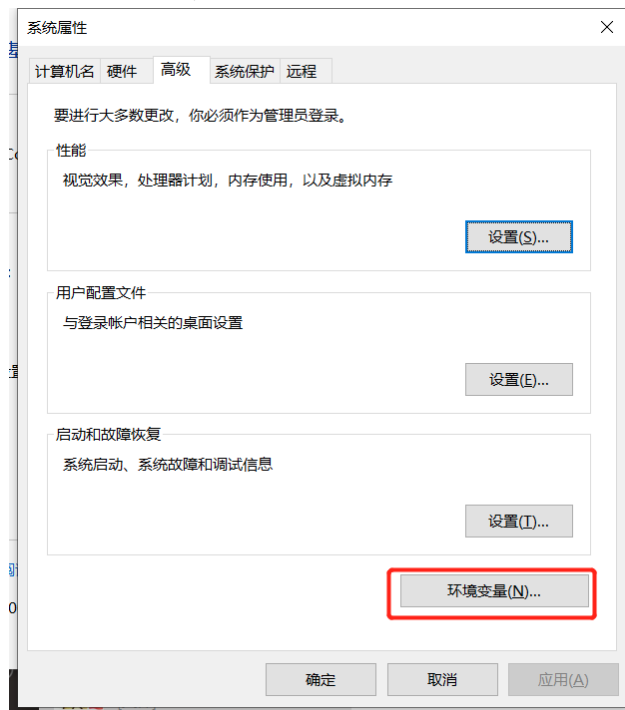 系统属性
计算机名 硬件 高级 系统保护 远程
要进行大多数更改，你必须作为管理员登录。
性能
视觉效果，处理器计划，内存使用，以及虚拟内存
设置(S)...
用户配置文件
与登录帐户相关的桌面设置
设置(E)...
启动和故障恢复
系统启动、系统故障和调试信息
设置(T)...
环境变量(N)...
确定 取消 应用(A)